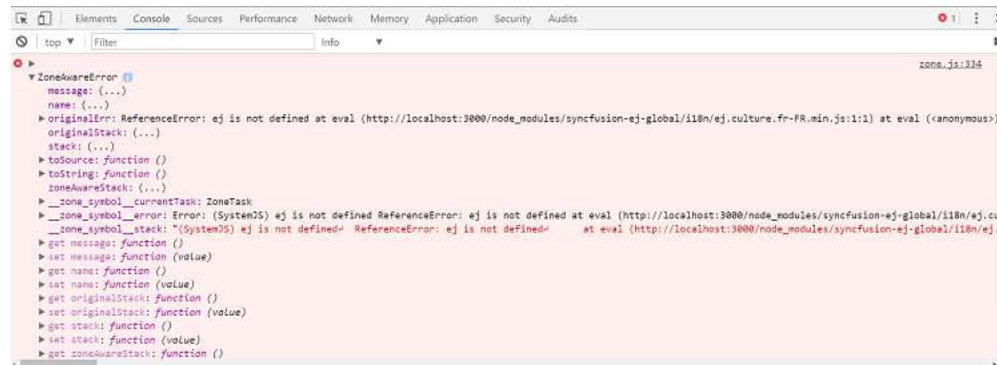 Elements Console Sources Performance Network Memory Application Security Audits 1
top ▼ Filter Info ▼
▶ zone.js:334
▼ ZoneAwareError i
message: (...)
name: (...)
▶ originalErr: ReferenceError: ej is not defined at eval (http://localhost:3000/node_modules/syncfusion-ej-global/i18n/ej.culture.fr-FR.min.js:1:1) at eval (<anonymous>)
originalStack: (...)
stack: (...)
▶ toSource: function ()
▶ toString: function ()
zoneAwareStack: (...)
▶ __zone_symbol__currentTask: ZoneTask
▶ __zone_symbol__error: Error: (SystemJS) ej is not defined ReferenceError: ej is not defined at eval (http://localhost:3000/node_modules/syncfusion-ej-global/i18n/ej.cu
__zone_symbol__stack: "(SystemJS) ej is not defined↵ ReferenceError: ej is not defined↵ at eval (http://localhost:3000/node_modules/syncfusion-ej-global/i18n/ej.
▶ get message: function ()
▶ set message: function (value)
▶ get name: function ()
▶ set name: function (value)
▶ get originalStack: function ()
▶ set originalStack: function (value)
▶ get stack: function ()
▶ set stack: function (value)
▶ get zoneAwareStack: function ()